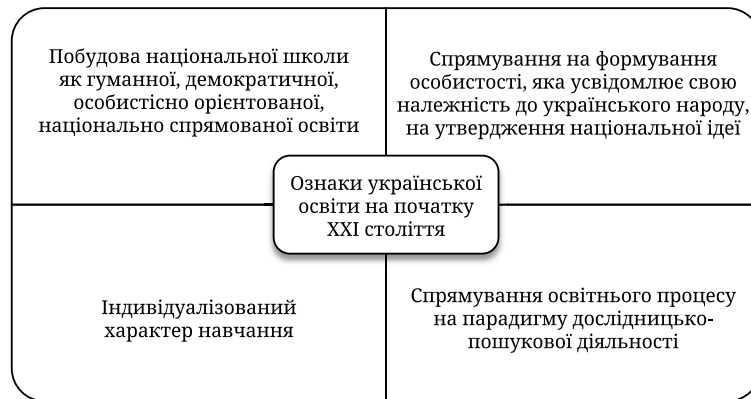 Побудова національної школи
як гуманної, демократичної,
особистісно орієнтованої,
національно спрямованої освіти
Спрямування на формування
особистості, яка усвідомлює свою
належність до українського народу,
на утвердження національної ідеї
Ознаки української
освіти на початку
ХХІ століття
Індивідуалізований
характер навчання
Спрямування освітнього процесу
на парадигму дослідницько-
пошукової діяльності